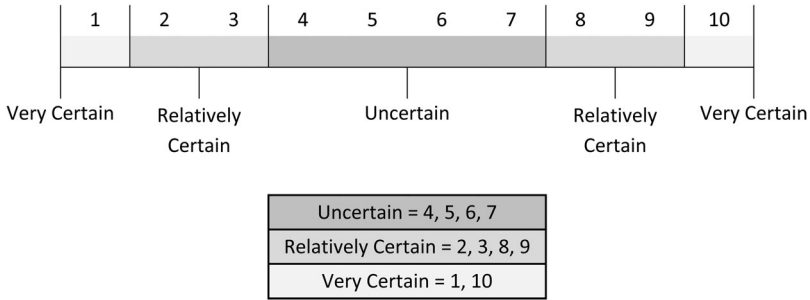 1 2 3 4 5 6 7 8 9 10
Very Certain Relatively Uncertain Relatively Very Certain
Certain Certain
Uncertain = 4, 5, 6, 7
Relatively Certain = 2, 3, 8, 9
Very Certain = 1, 10